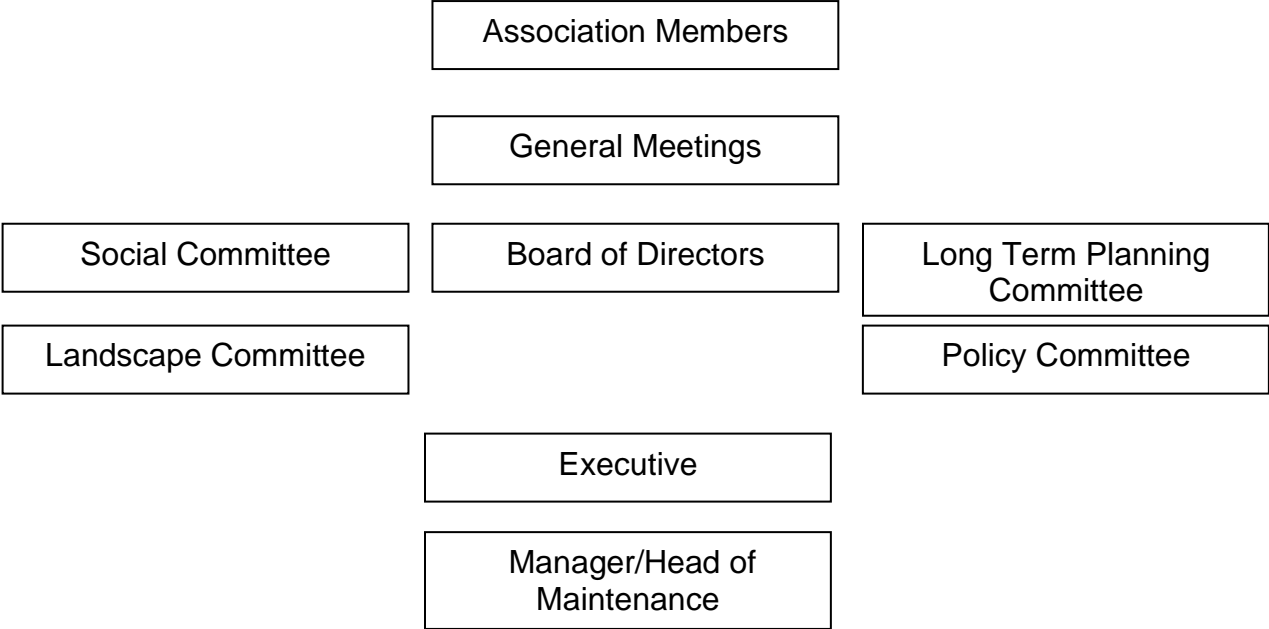 Association Members
General Meetings
Social Committee
Board of Directors
Long Term Planning
Committee
Landscape Committee
Policy Committee
Executive
Manager/Head of
Maintenance